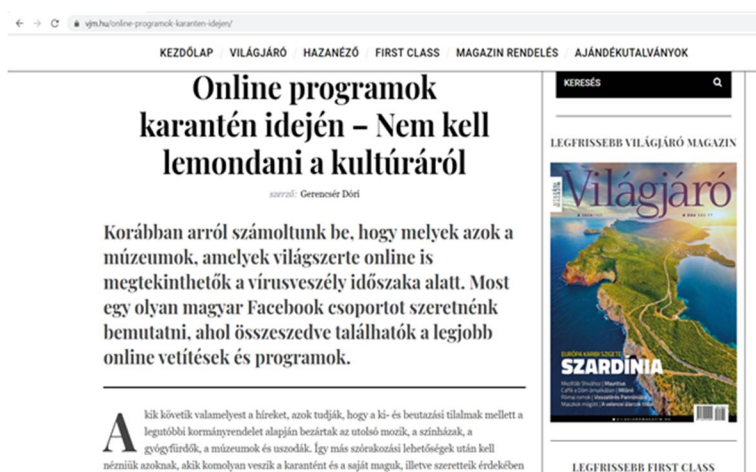 vjm.hu/online-programok-karanten-idejen/
KEZDŐLAP / VILÁGJÁRÓ / HAZANÉZŐ / FIRST CLASS / MAGAZIN RENDELÉS / AJÁNDÉKUTALVÁNYOK
Online programok
karantén idején – Nem kell
lemondani a kultúráról
szerző: Gerencsér Dóri
Korábban arról számoltunk be, hogy melyek azok a
múzeumok, amelyek világszerte online is
megtekinthetők a vírusveszély időszaka alatt. Most
egy olyan magyar Facebook csoportot szeretnénk
bemutatni, ahol összeszedve találhatók a legjobb
online vetítések és programok.
Akik követik valamelyest a híreket, azok tudják, hogy a ki- és beutazási tilalmak mellett a
legutóbbi kormányrendelet alapján bezártak az utolsó mozik, a színházak, a
gyógyfürdők, a múzeumok és uszodák. Így más szórakozási lehetőségek után kell
nézniük azoknak, akik komolyan veszik a karantént és a saját maguk, illetve szeretteik érdekében
KERESÉS
LEGFRISSEBB VILÁGJÁRÓ MAGAZIN
Világjáró
EURÓPA KARIBI SZIGETE
SZARDÍNIA
LEGFRISSEBB FIRST CLASS